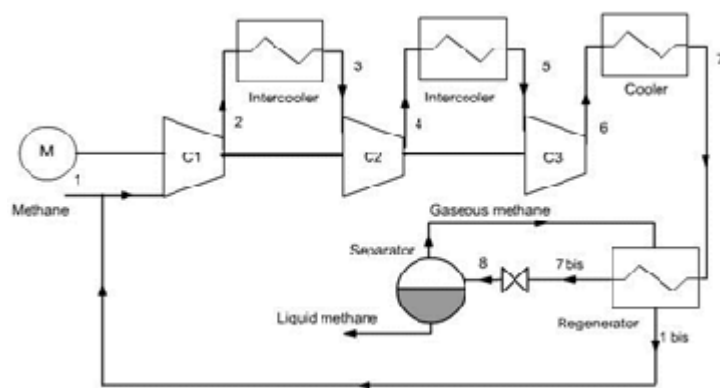 3
5
7
Intercooler
Intercooler
Cooler
2
4
6
M
C1
C2
C3
1
Methane
Gaseous methane
Separator
8
7 bis
Liquid methane
Regenerator
1 bis